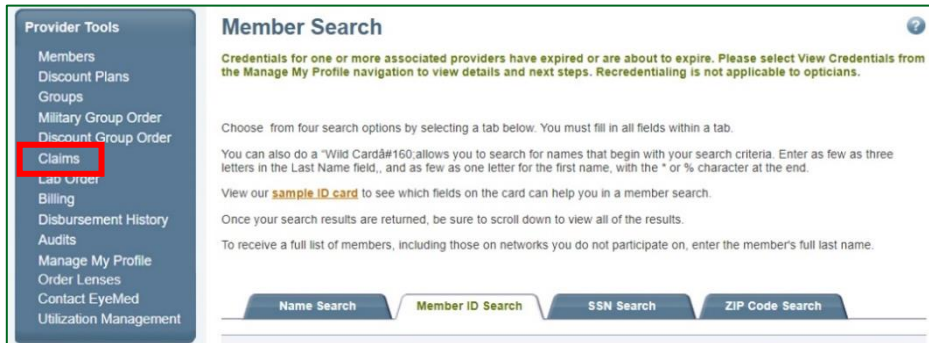 Provider Tools
Members
Discount Plans
Groups
Military Group Order
Discount Group Order
Claims
Lab Order
Billing
Disbursement History
Audits
Manage My Profile
Order Lenses
Contact EyeMed
Utilization Management
Member Search
?
Credentials for one or more associated providers have expired or are about to expire. Please select View Credentials from
the Manage My Profile navigation to view details and next steps. Recredentialing is not applicable to opticians.
Choose from four search options by selecting a tab below. You must fill in all fields within a tab.
You can also do a "Wild Cardâ#160;allows you to search for names that begin with your search criteria. Enter as few as three
letters in the Last Name field,, and as few as one letter for the first name, with the * or % character at the end.
View our sample ID card to see which fields on the card can help you in a member search.
Once your search results are returned, be sure to scroll down to view all of the results.
To receive a full list of members, including those on networks you do not participate on, enter the member's full last name.
Name Search
Member ID Search
SSN Search
ZIP Code Search